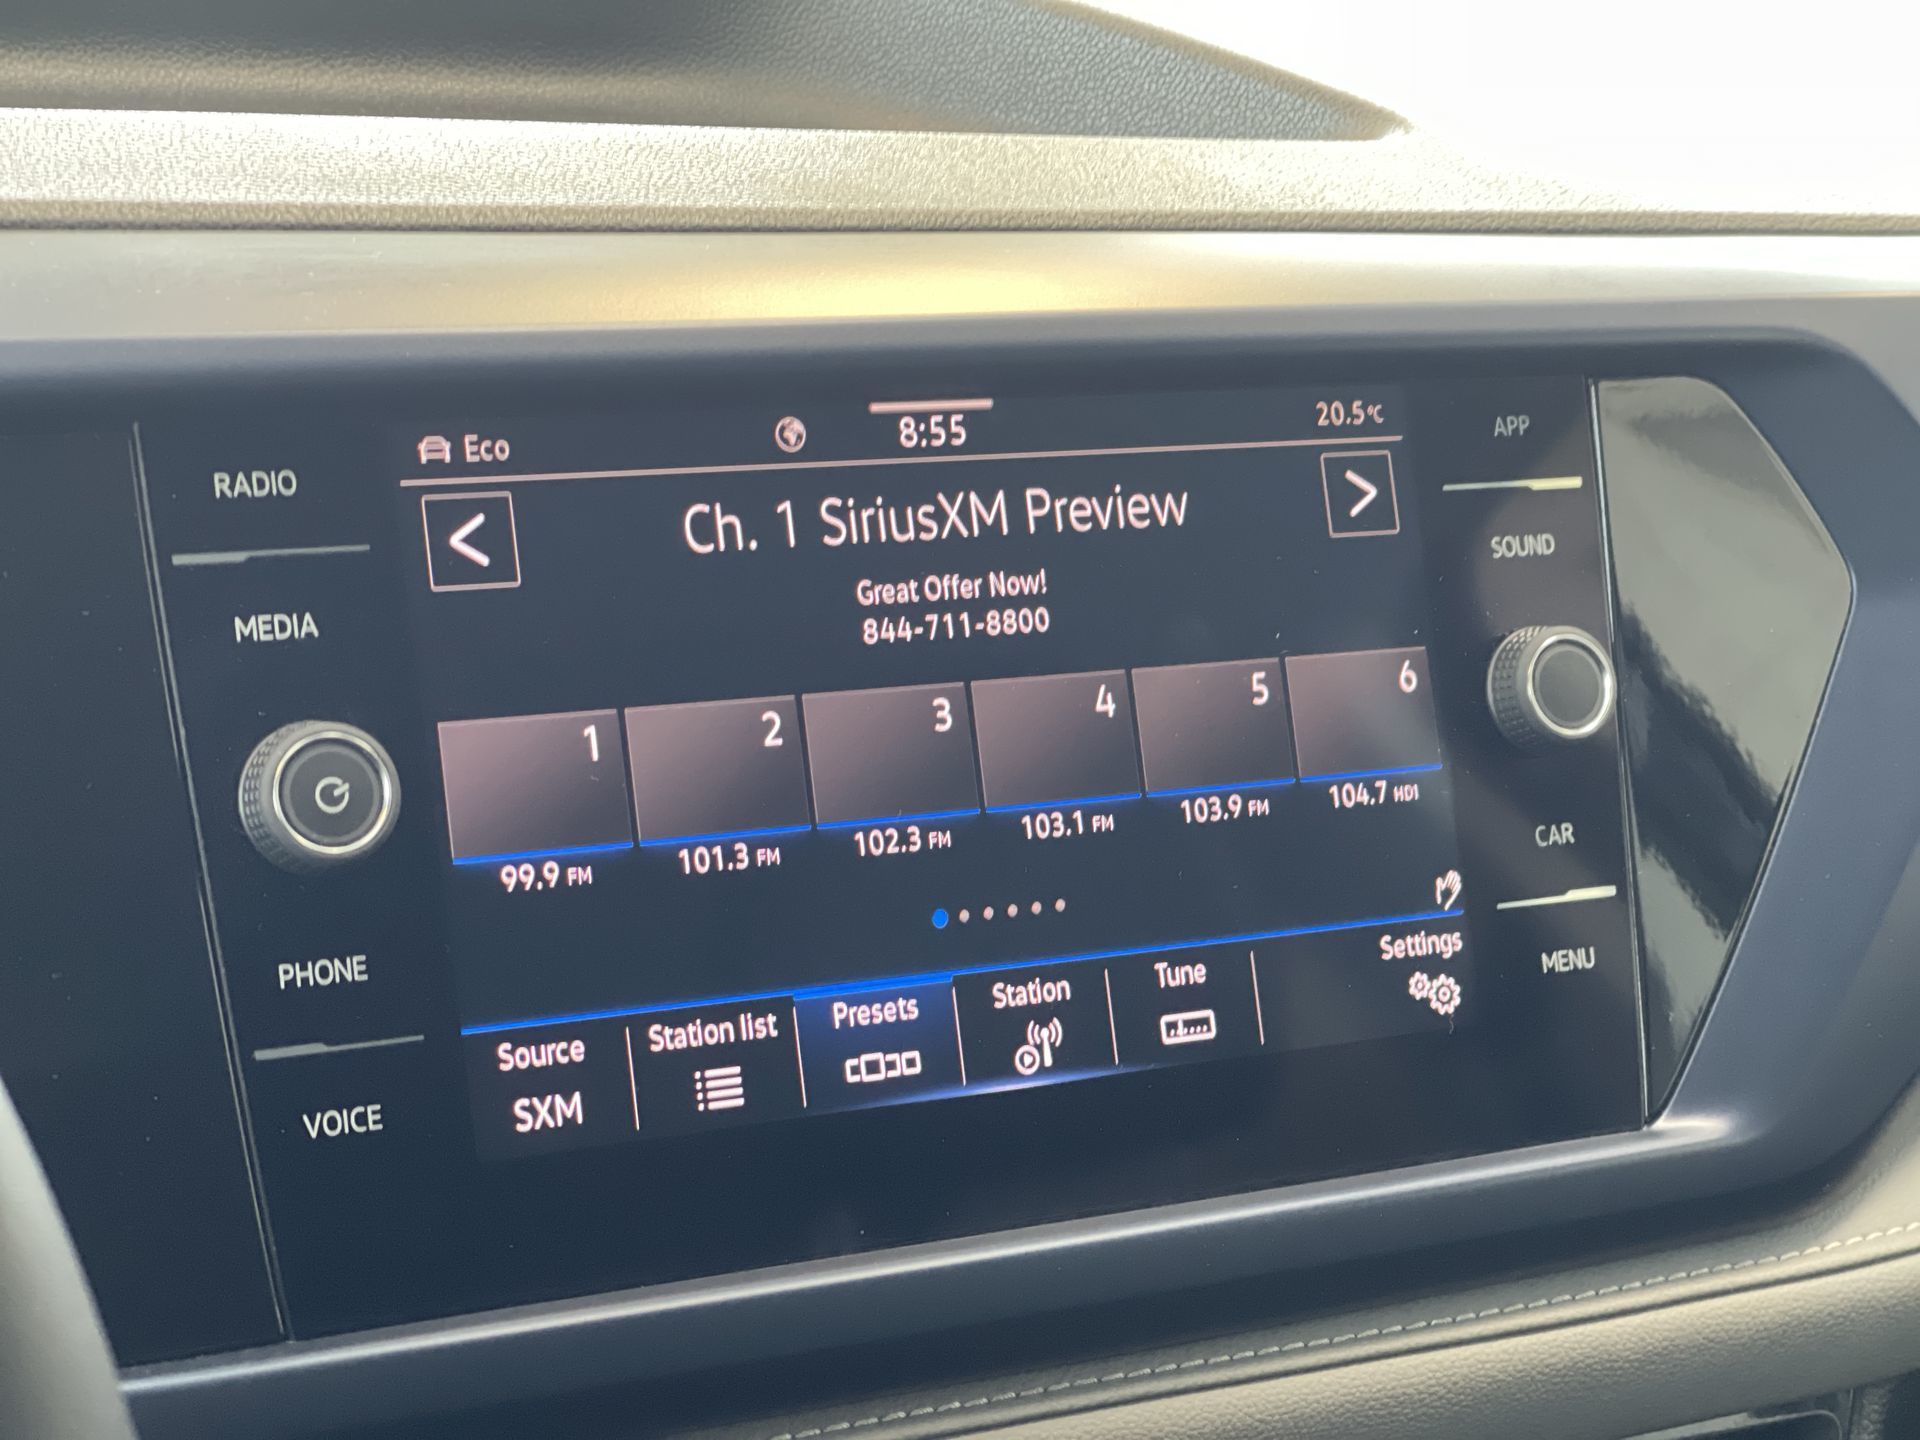 Eco 8:55 20.5°C
< Ch. 1 SiriusXM Preview >
Great Offer Now!
844-711-8800
1 2 3 4 5 6
99.9 FM 101.3 FM 102.3 FM 103.1 FM 103.9 FM 104.7 HD1
Source Station list Presets Station Tune Settings
SXM
RADIO
MEDIA
PHONE
VOICE
APP
SOUND
CAR
MENU